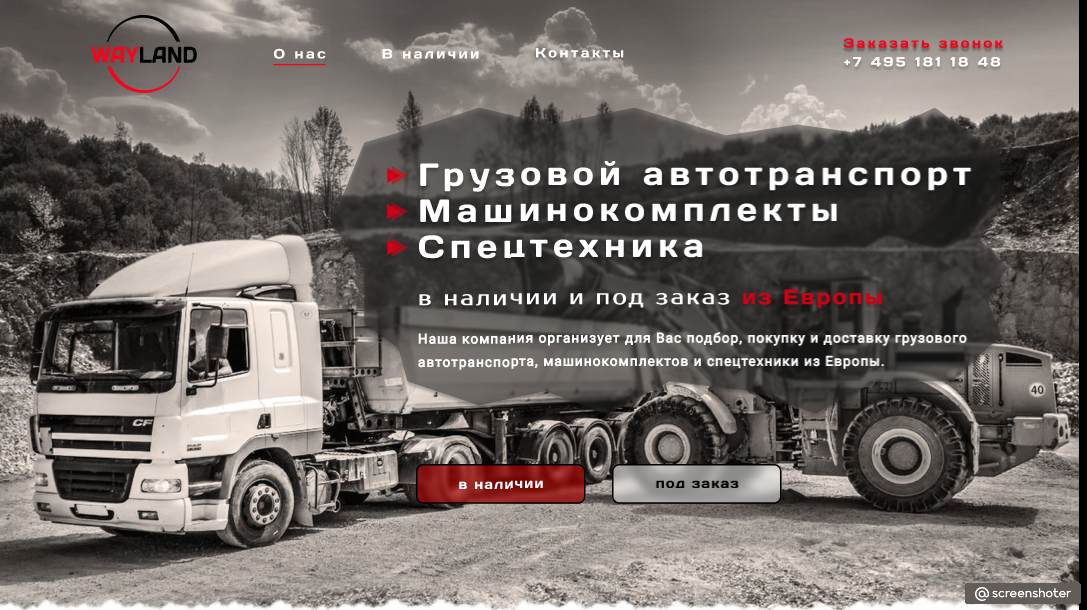 WAYLAND
О нас
В наличии
Контакты
Заказать звонок
+7 495 181 18 48
Грузовой автотранспорт
Машинокомплекты
Спецтехника
в наличии и под заказ из Европы
Наша компания организует для Вас подбор, покупку и доставку грузового
автотранспорта, машинокомплектов и спецтехники из Европы.
40
CF
в наличии
под заказ
@ screenshoter